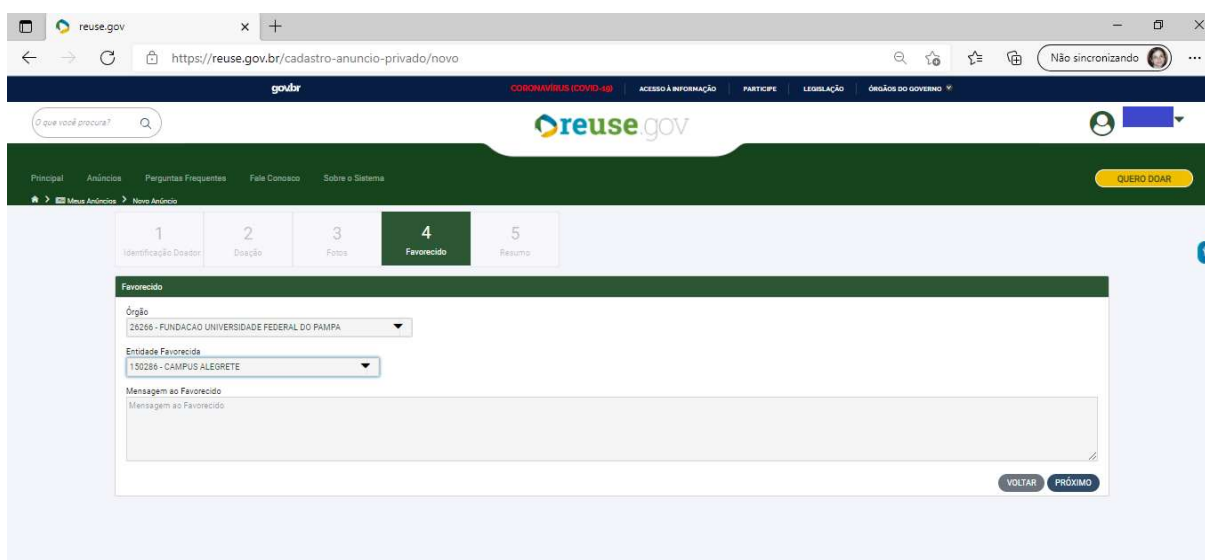 reuse.gov
https://reuse.gov.br/cadastro-anuncio-privado/novo
Não sincronizando
govbr
CORONAVÍRUS (COVID-19) ACESSO À INFORMAÇÃO PARTICIPE LEGISLAÇÃO ÓRGÃOS DO GOVERNO
O que você procura?
reuse.gov
Principal Anúncios Perguntas Frequentes Fale Conosco Sobre o Sistema
QUERO DOAR
Meus Anúncios > Novo Anúncio
1 2 3 4 5
Identificação Doador Doação Fotos Favorecido Resumo
Favorecido
Órgão
26266 - FUNDACAO UNIVERSIDADE FEDERAL DO PAMPA
Entidade Favorecida
150286 - CAMPUS ALEGRETE
Mensagem ao Favorecido
Mensagem ao Favorecido
VOLTAR PRÓXIMO